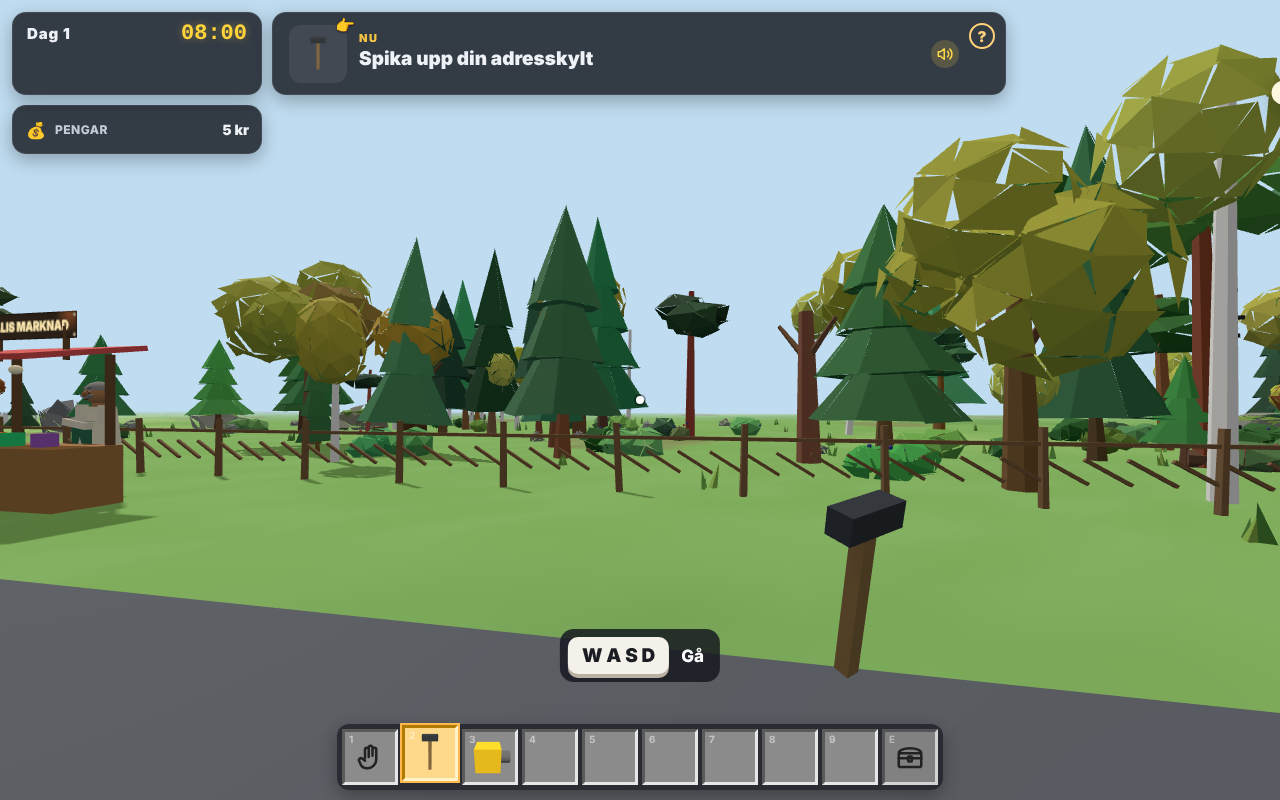 Dag 1
08:00
NU
Spika upp din adresskylt
?
PENGAR
5 kr
LIS MARKNAD
WASD
Gå
1
2
3
4
5
6
7
8
9
E